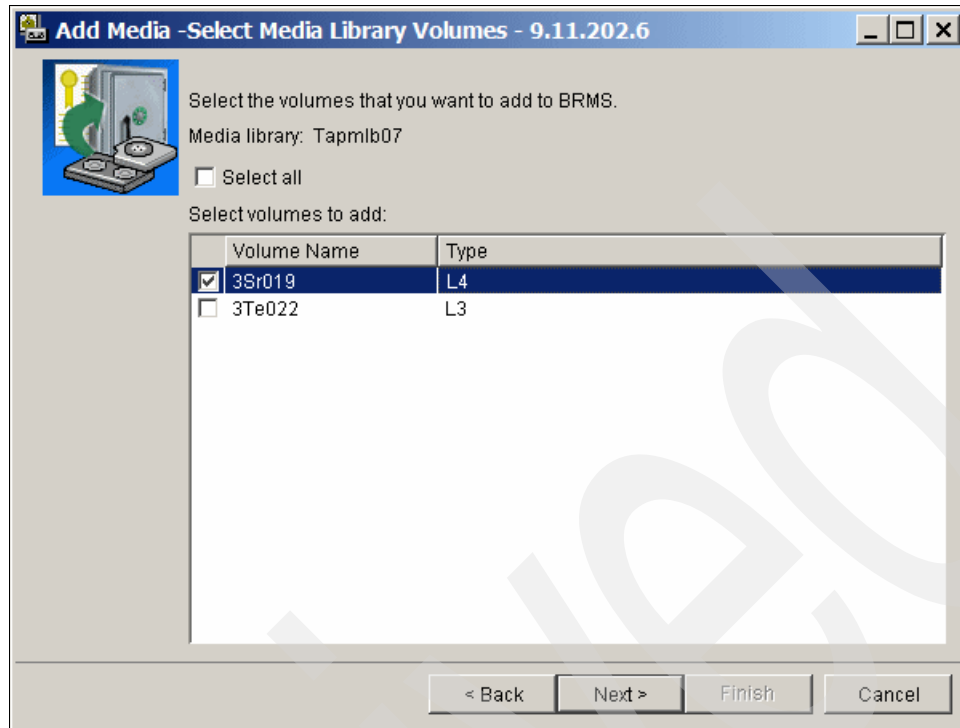 Add Media -Select Media Library Volumes - 9.11.202.6
Select the volumes that you want to add to BRMS.
Media library: Tapmlb07
Select all
Select volumes to add:
Volume Name Type
3Sr019 L4
3Te022 L3
< Back Next > Finish Cancel